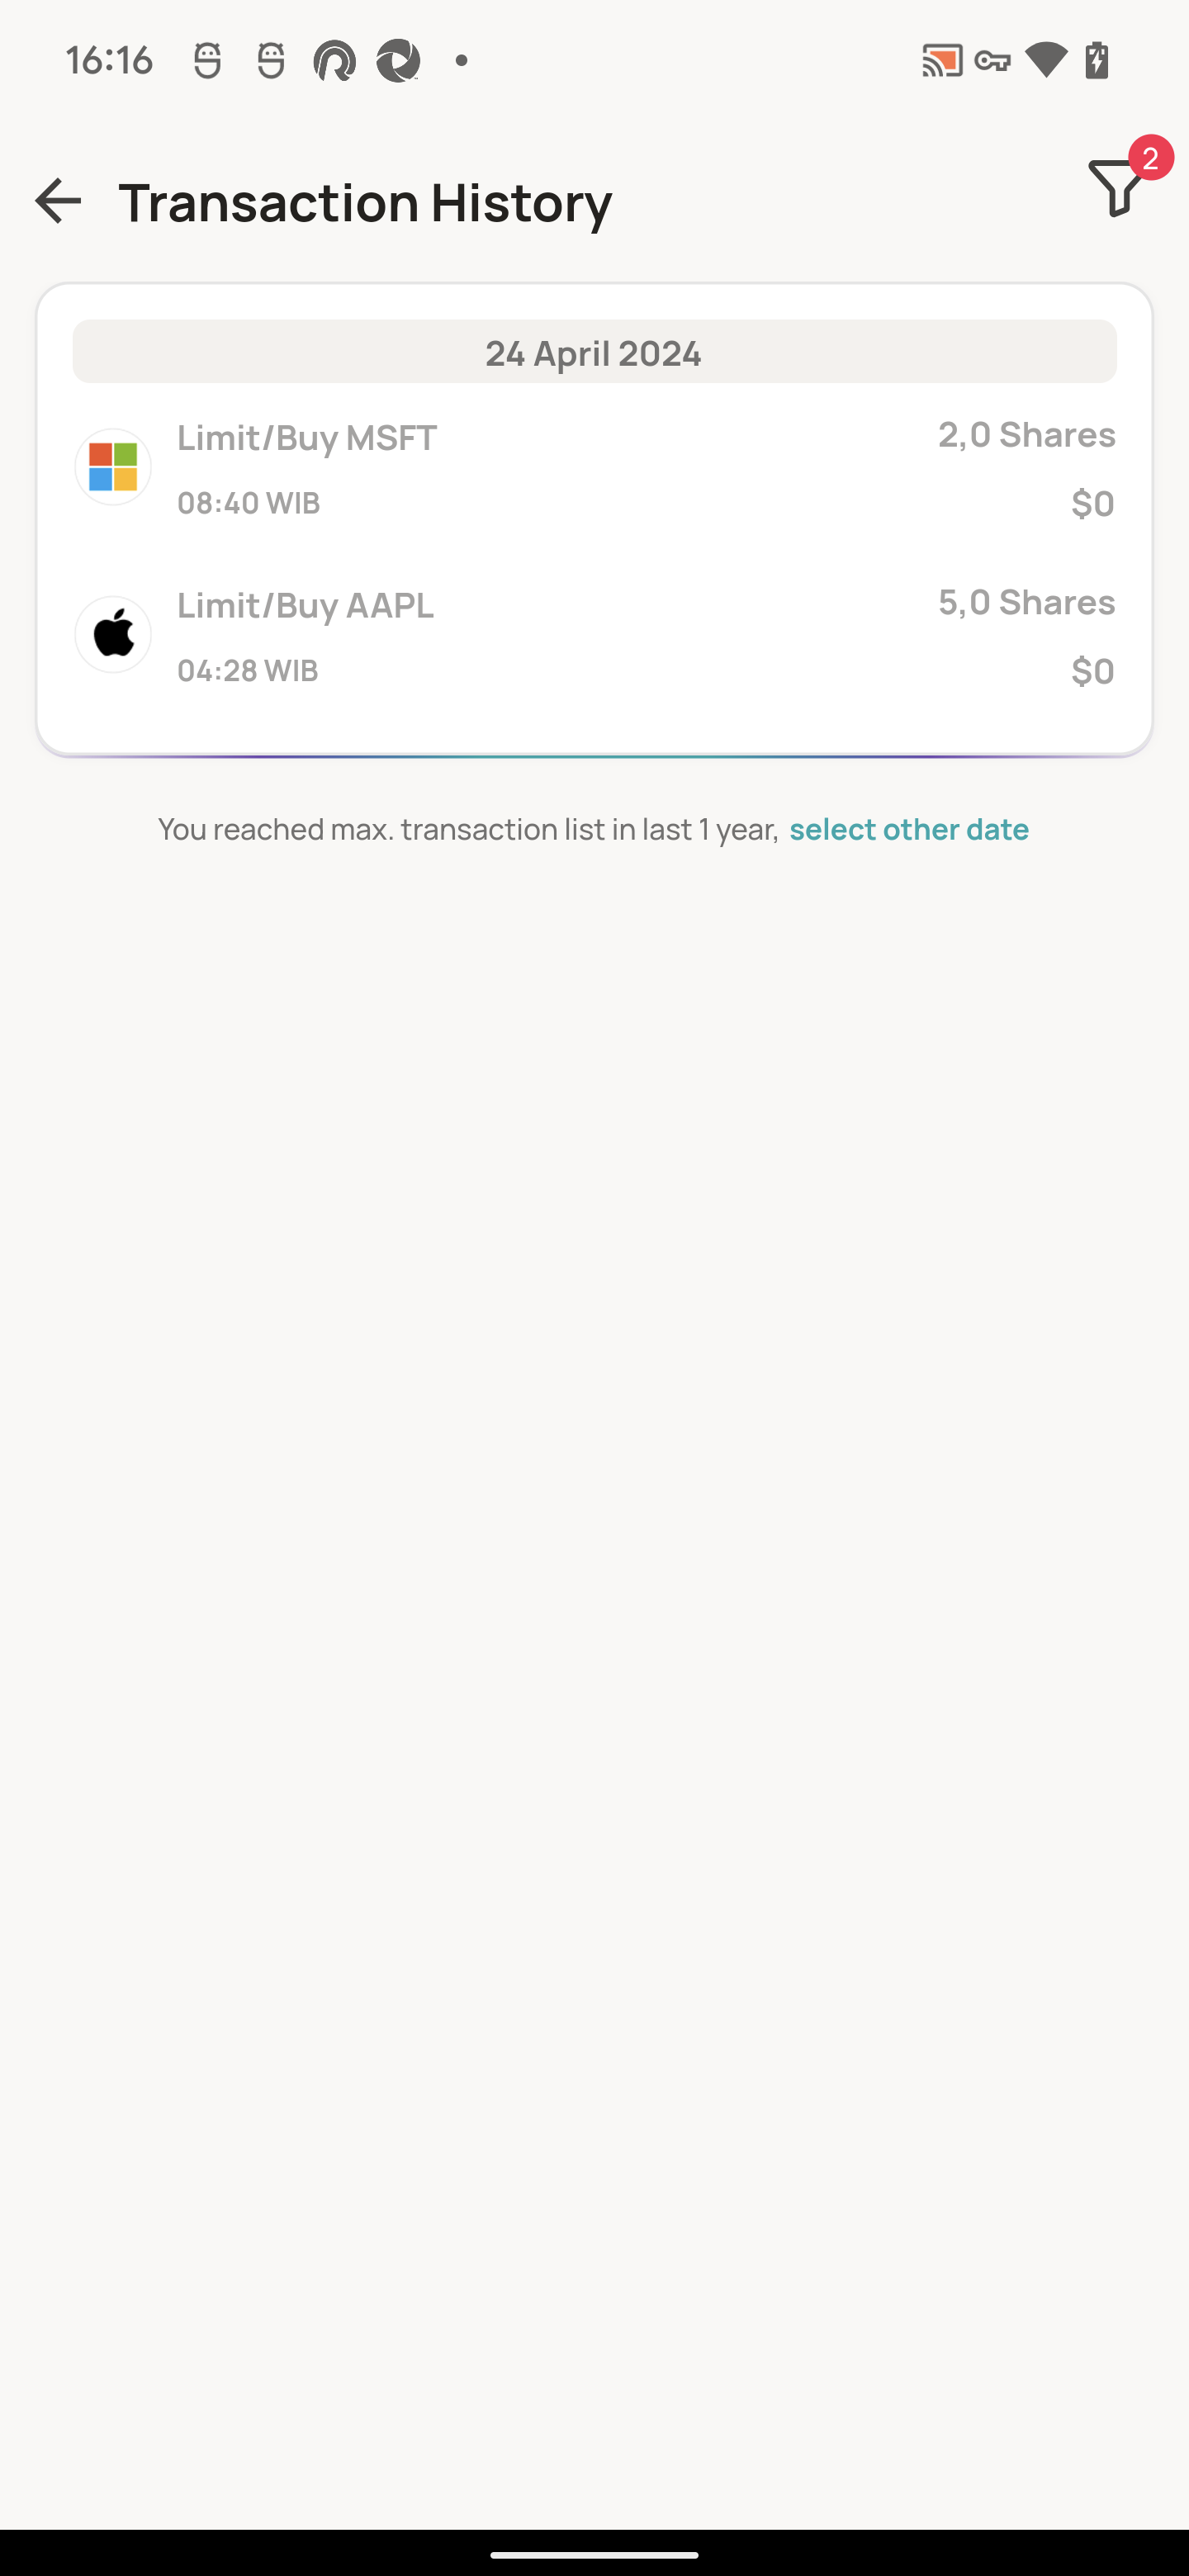 16:16
2
Transaction History
24 April 2024
Limit/Buy MSFT
2,0 Shares
08:40 WIB
$0
Limit/Buy AAPL
5,0 Shares
04:28 WIB
$0
You reached max. transaction list in last 1 year, select other date